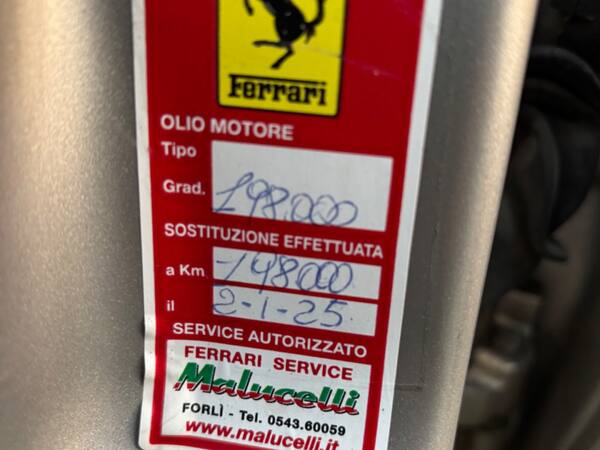 Ferrari
OLIO MOTORE
Tipo
Grad. 198.000
SOSTITUZIONE EFFETTUATA
a Km 148000
il 2-1-25
SERVICE AUTORIZZATO
FERRARI SERVICE
Malucelli
FORLÌ - Tel. 0543.60059
www.malucelli.it